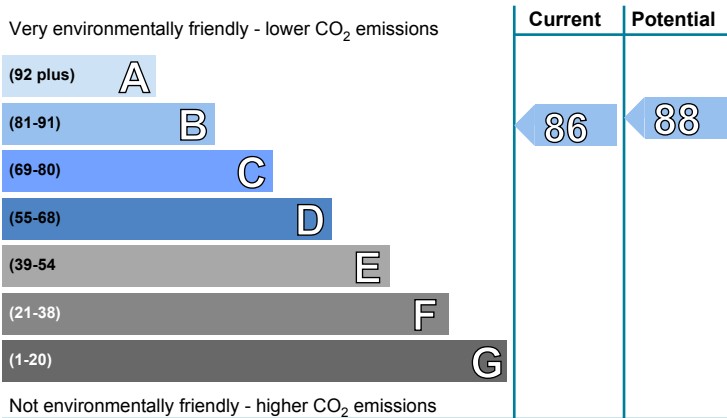 Very environmentally friendly - lower CO2 emissions
Current
Potential
(92 plus) A
(81-91) B
(69-80) C
(55-68) D
(39-54 E
(21-38) F
(1-20) G
86
88
Not environmentally friendly - higher CO2 emissions